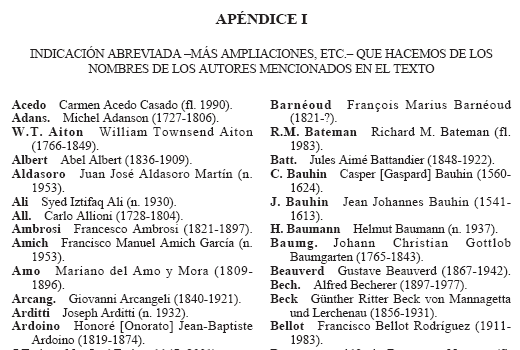 APÉNDICE I
INDICACIÓN ABREVIADA –MÁS AMPLIACIONES, ETC.– QUE HACEMOS DE LOS
NOMBRES DE LOS AUTORES MENCIONADOS EN EL TEXTO
Acedo Carmen Acedo Casado (fl. 1990).
Adans. Michel Adanson (1727-1806).
W.T. Aiton William Townsend Aiton
(1766-1849).
Albert Abel Albert (1836-1909).
Aldasoro Juan José Aldasoro Martín (n.
1953).
Ali Syed Iztifaq Ali (n. 1930).
All. Carlo Allioni (1728-1804).
Ambrosi Francesco Ambrosi (1821-1897).
Amich Francisco Manuel Amich García (n.
1953).
Amo Mariano del Amo y Mora (1809-
1896).
Arcang. Giovanni Arcangeli (1840-1921).
Arditti Joseph Arditti (n. 1932).
Ardoino Honoré [Onorato] Jean-Baptiste
Ardoino (1819-1874).
Barnéoud François Marius Barnéoud
(1821-?).
R.M. Bateman Richard M. Bateman (fl.
1983).
Batt. Jules Aimé Battandier (1848-1922).
C. Bauhin Casper [Gaspard] Bauhin (1560-
1624).
J. Bauhin Jean Johannes Bauhin (1541-
1613).
H. Baumann Helmut Baumann (n. 1937).
Baumg. Johann Christian Gottlob
Baumgarten (1765-1843).
Beauverd Gustave Beauverd (1867-1942).
Bech. Alfred Becherer (1897-1977).
Beck Günther Ritter Beck von Mannagetta
und Lerchenau (1856-1931).
Bellot Francisco Bellot Rodríguez (1911-
1983).